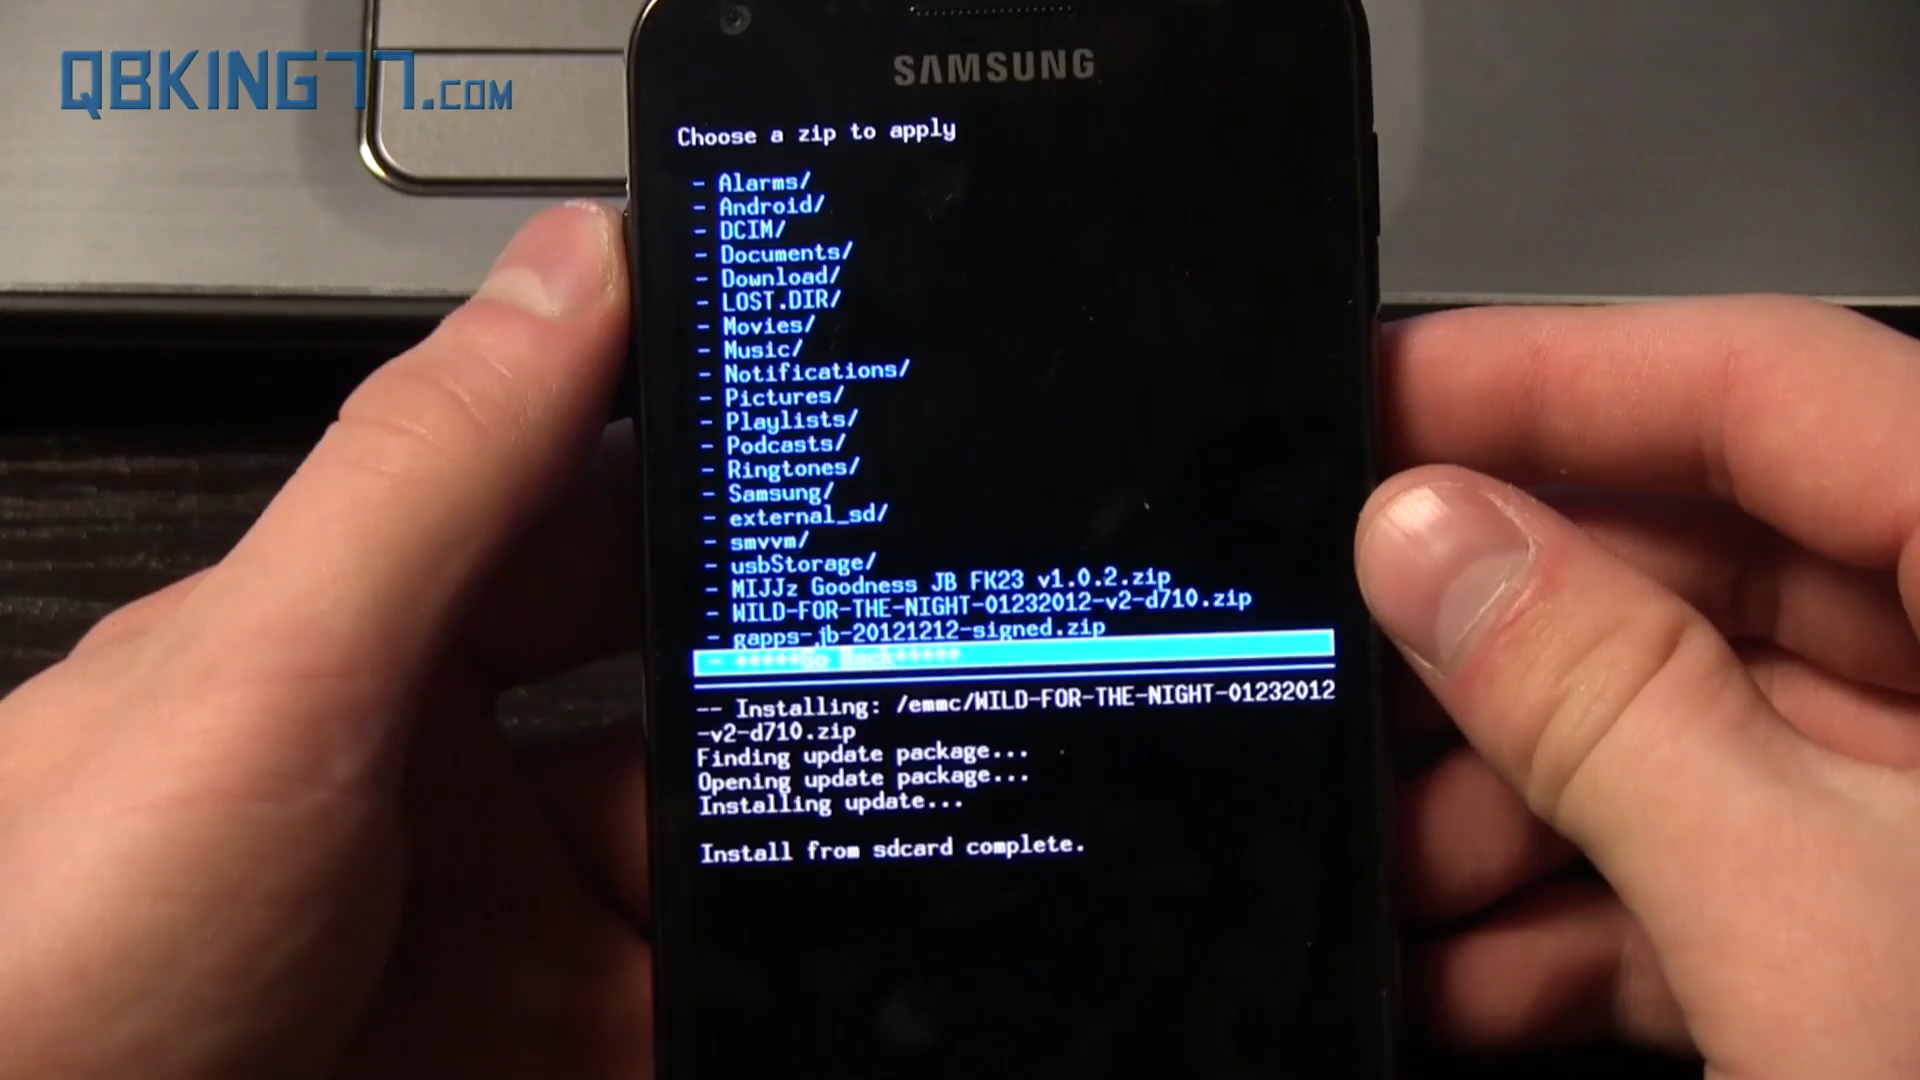 QBKING77.COM
SAMSUNG
Choose a zip to apply
- Alarms/
- Android/
- DCIM/
- Documents/
- Download/
- LOST.DIR/
- Movies/
- Music/
- Notifications/
- Pictures/
- Playlists/
- Podcasts/
- Ringtones/
- Samsung/
- external_sd/
- smvvm/
- usbStorage/
- MIJJz Goodness JB FK23 v1.0.2.zip
- WILD-FOR-THE-NIGHT-01232012-v2-d710.zip
- gapps-jb-20121212-signed.zip
- *****Go Back*****
-- Installing: /emmc/WILD-FOR-THE-NIGHT-01232012
-v2-d710.zip
Finding update package...
Opening update package...
Installing update...
Install from sdcard complete.